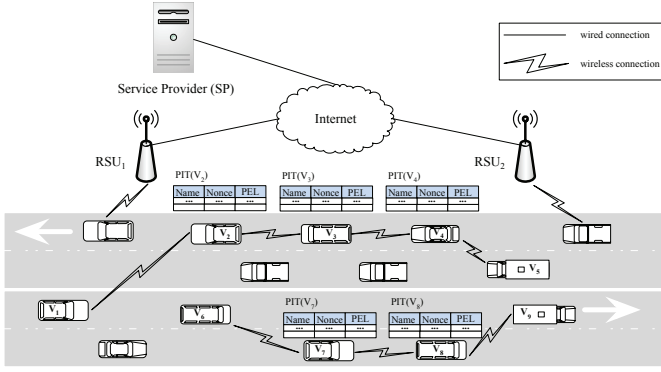 Service Provider (SP)
wired connection
wireless connection
Internet
RSU1
RSU2
PIT(V2)
PIT(V3)
PIT(V4)
Name Nonce PEL
Name Nonce PEL
Name Nonce PEL
... ... ...
... ... ...
... ... ...
V2
V3
V4
V5
V1
V6
PIT(V7)
PIT(V8)
V9
Name Nonce PEL
Name Nonce PEL
... ... ...
... ... ...
V7
V8